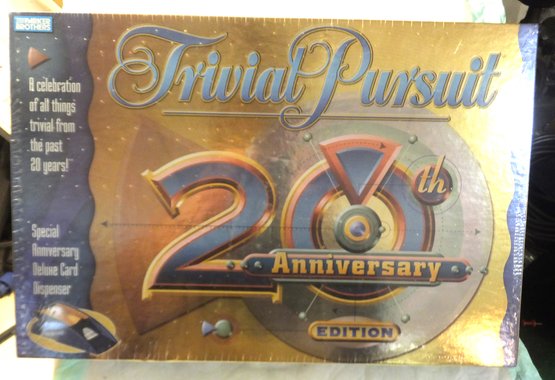 PARKER
BROTHERS
Trivial Pursuit
A celebration
of all things
trivial from
the past
20 years!
Special
Anniversary
Deluxe Card
Dispenser
20th
Anniversary
EDITION